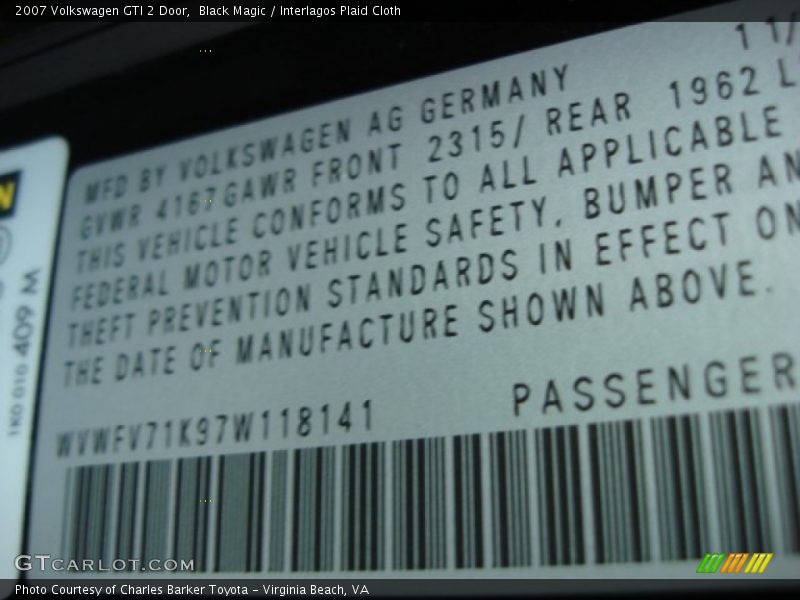 2007 Volkswagen GTI 2 Door, Black Magic / Interlagos Plaid Cloth
11/
MFD BY VOLKSWAGEN AG GERMANY
GVWR 4167 GAWR FRONT 2315/ REAR 1962 L
THIS VEHICLE CONFORMS TO ALL APPLICABLE
FEDERAL MOTOR VEHICLE SAFETY, BUMPER AN
THEFT PREVENTION STANDARDS IN EFFECT ON
THE DATE OF MANUFACTURE SHOWN ABOVE.
WVWFV71K97W118141 PASSENGER
N
1K0 010 409 M
GTCARLOT.COM
Photo Courtesy of Charles Barker Toyota - Virginia Beach, VA